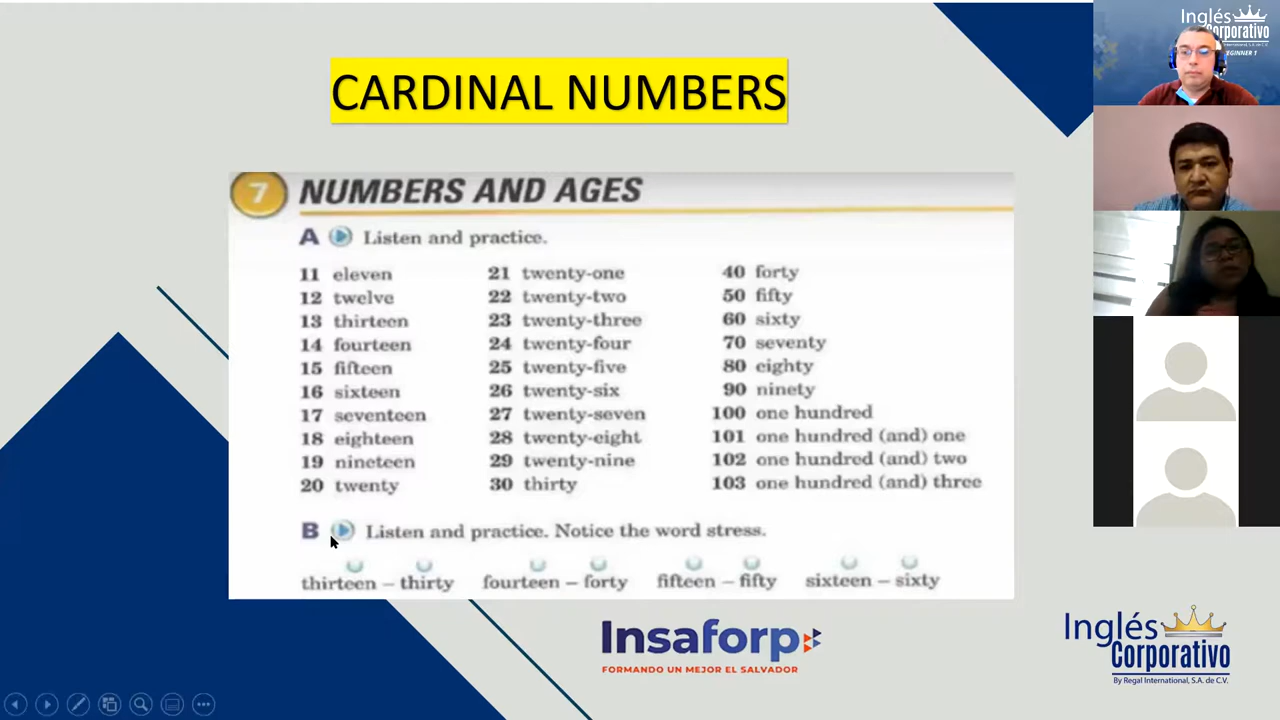 CARDINAL NUMBERS
7 NUMBERS AND AGES
A Listen and practice.
11 eleven 21 twenty-one 40 forty
12 twelve 22 twenty-two 50 fifty
13 thirteen 23 twenty-three 60 sixty
14 fourteen 24 twenty-four 70 seventy
15 fifteen 25 twenty-five 80 eighty
16 sixteen 26 twenty-six 90 ninety
17 seventeen 27 twenty-seven 100 one hundred
18 eighteen 28 twenty-eight 101 one hundred (and) one
19 nineteen 29 twenty-nine 102 one hundred (and) two
20 twenty 30 thirty 103 one hundred (and) three
B Listen and practice. Notice the word stress.
thirteen – thirty fourteen – forty fifteen – fifty sixteen – sixty
Insaforp
FORMANDO UN MEJOR EL SALVADOR
Inglés
Corporativo
By Regal International, S.A. de C.V.
Inglés
Corporativo
International, S.A. de C.V.
EGINNER 1